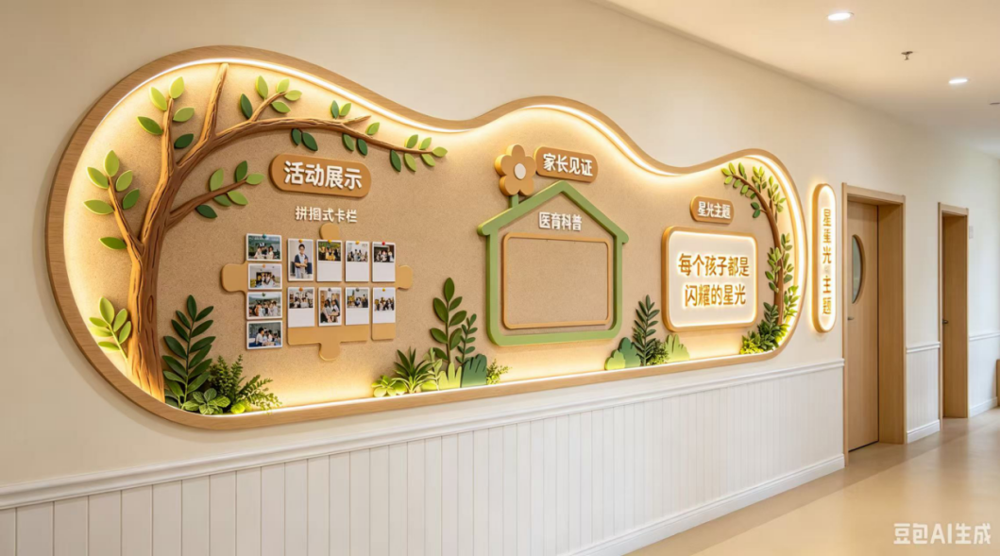 活动展示
拼图式卡栏
家长见证
医育科普
星光主题
每个孩子都是
闪耀的星光
星星光·主题
豆包AI生成